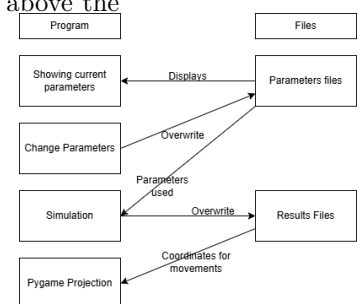 above the
Program
Files
Showing current
parameters
Displays
Parameters files
Change Parameters
Overwrite
Parameters
used
Simulation
Overwrite
Results Files
Coordinates for
movements
Pygame Projection